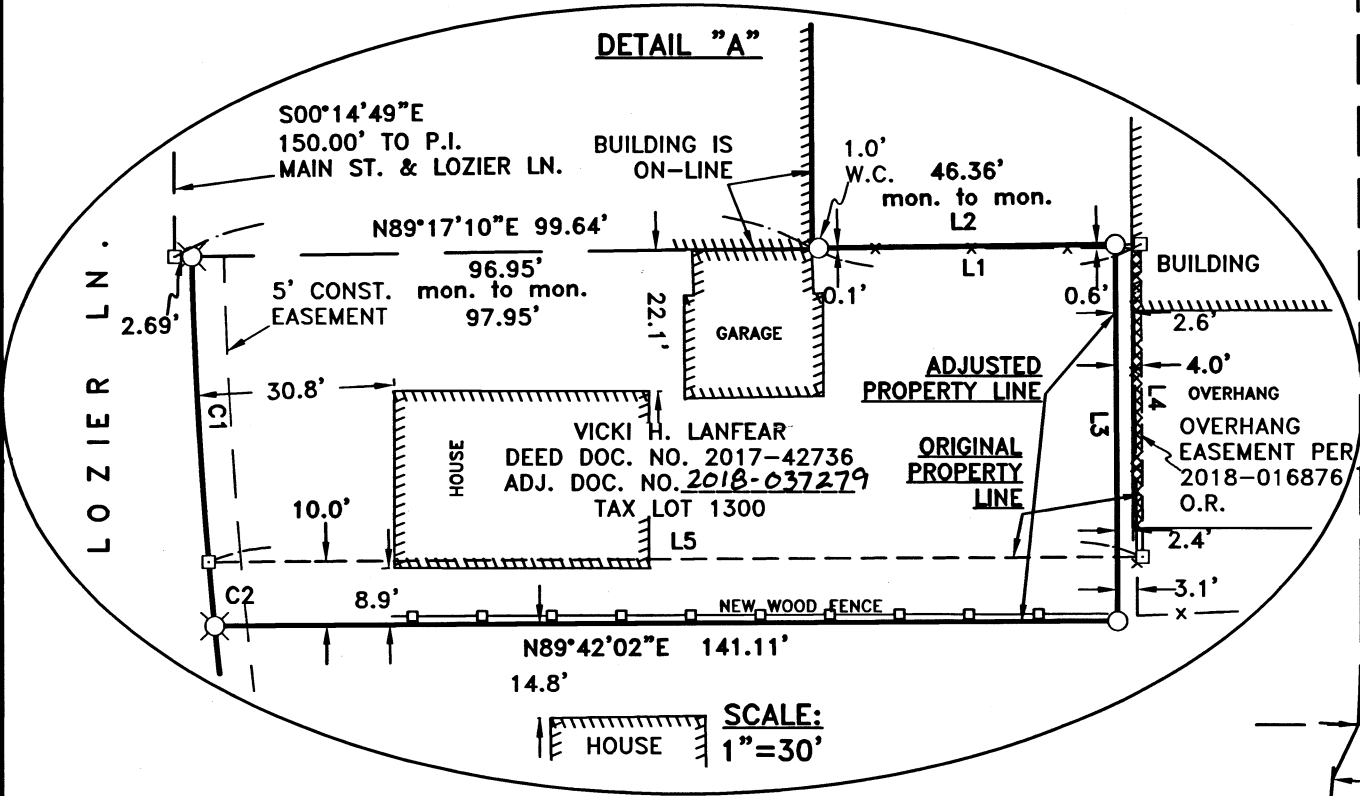 DETAIL "A"
S00°14'49"E
150.00' TO P.I.
MAIN ST. & LOZIER LN.
BUILDING IS
ON-LINE
1.0'
W.C.
46.36'
mon. to mon.
L2
L1
N89°17'10"E 99.64'
96.95'
mon. to mon.
97.95'
5' CONST.
EASEMENT
2.69'
22.1'
GARAGE
0.1'
0.6'
BUILDING
2.6'
4.0'
OVERHANG
L4
OVERHANG
EASEMENT PER
2018-016876
O.R.
ADJUSTED
PROPERTY LINE
L3
ORIGINAL
PROPERTY
LINE
LOZIER LN.
C1
30.8'
HOUSE
VICKI H. LANFEAR
DEED DOC. NO. 2017-42736
ADJ. DOC. NO. 2018-037279
TAX LOT 1300
10.0'
L5
2.4'
3.1'
C2
8.9'
NEW WOOD FENCE
N89°42'02"E 141.11'
14.8'
HOUSE
SCALE:
1"=30'